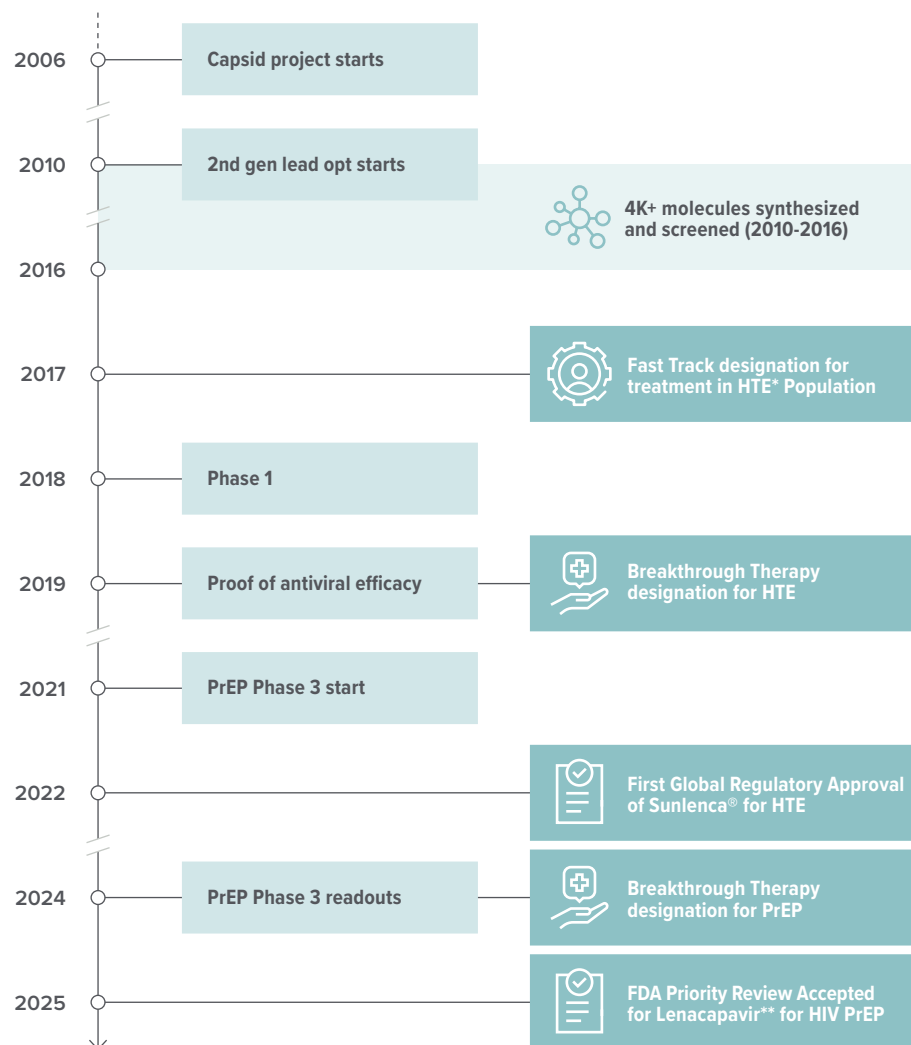 2006
Capsid project starts
2010
2nd gen lead opt starts
4K+ molecules synthesized
and screened (2010-2016)
2016
2017
Fast Track designation for
treatment in HTE* Population
2018
Phase 1
2019
Proof of antiviral efficacy
Breakthrough Therapy
designation for HTE
2021
PrEP Phase 3 start
2022
First Global Regulatory Approval
of Sunlenca® for HTE
2024
PrEP Phase 3 readouts
Breakthrough Therapy
designation for PrEP
2025
FDA Priority Review Accepted
for Lenacapavir** for HIV PrEP